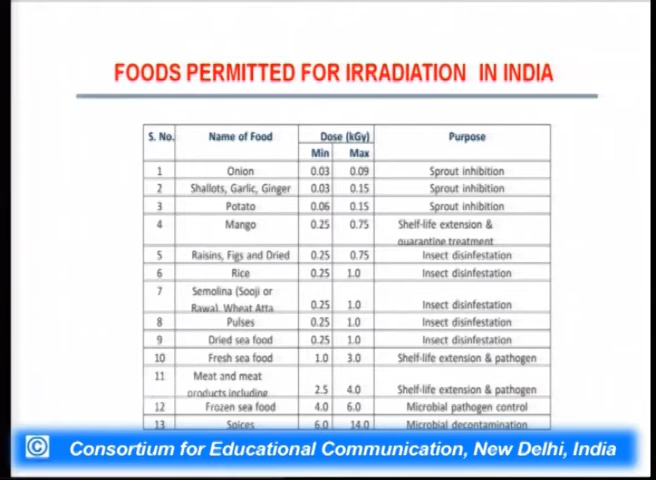 FOODS PERMITTED FOR IRRADIATION IN INDIA
S. No. Name of Food Dose (kGy) Purpose
Min Max
1 Onion 0.03 0.09 Sprout inhibition
2 Shallots, Garlic, Ginger 0.03 0.15 Sprout inhibition
3 Potato 0.06 0.15 Sprout inhibition
4 Mango 0.25 0.75 Shelf-life extension &
quarantine treatment
5 Raisins, Figs and Dried 0.25 0.75 Insect disinfestation
6 Rice 0.25 1.0 Insect disinfestation
7 Semolina (Sooji or
Rawa), Wheat Atta 0.25 1.0 Insect disinfestation
8 Pulses 0.25 1.0 Insect disinfestation
9 Dried sea food 0.25 1.0 Insect disinfestation
10 Fresh sea food 1.0 3.0 Shelf-life extension & pathogen
11 Meat and meat
products including 2.5 4.0 Shelf-life extension & pathogen
12 Frozen sea food 4.0 6.0 Microbial pathogen control
13 Spices 6.0 14.0 Microbial decontamination
© Consortium for Educational Communication, New Delhi, India